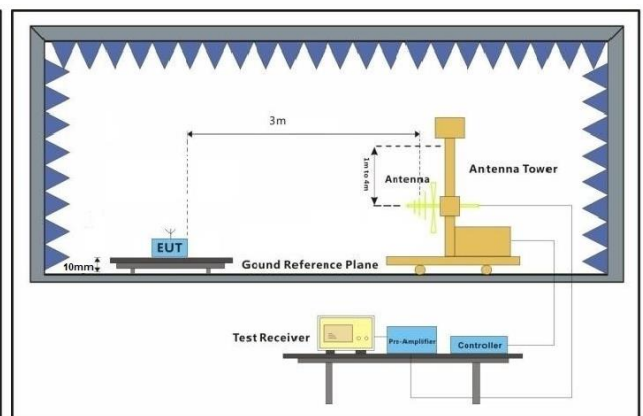 3m
1m to 4m
Antenna
Antenna Tower
EUT
10mm
Gound Reference Plane
Test Receiver
Pre-Amplifier
Controller